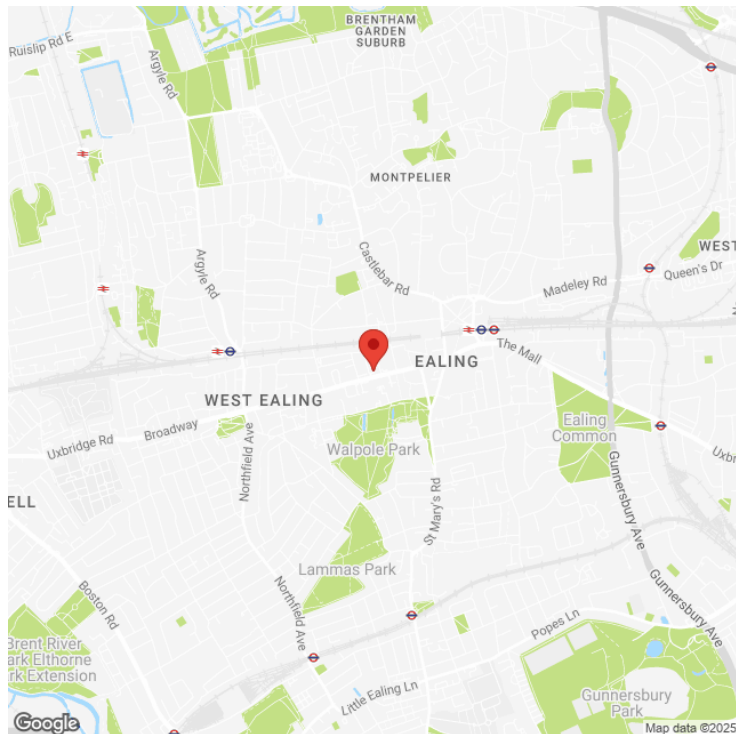 BRENTHAM
GARDEN
SUBURB
Ruislip Rd E
Argyle Rd
MONTPELIER
WEST
Queen's Dr
Castlebar Rd
Argyle Rd
Madeley Rd
The Mall
EALING
WEST EALING
Ealing
Common
Broadway
Uxbridge Rd
Walpole Park
Northfield Ave
Uxb
St Mary's Rd
Gunnersbury Ave
ELL
Lammas Park
Boston Rd
Northfield Ave
Gunnersbury Ave
Popes Ln
Brent River
ark Elthorne
rk Extension
Little Ealing Ln
Gunnersbury
Park
Google
Map data ©2025